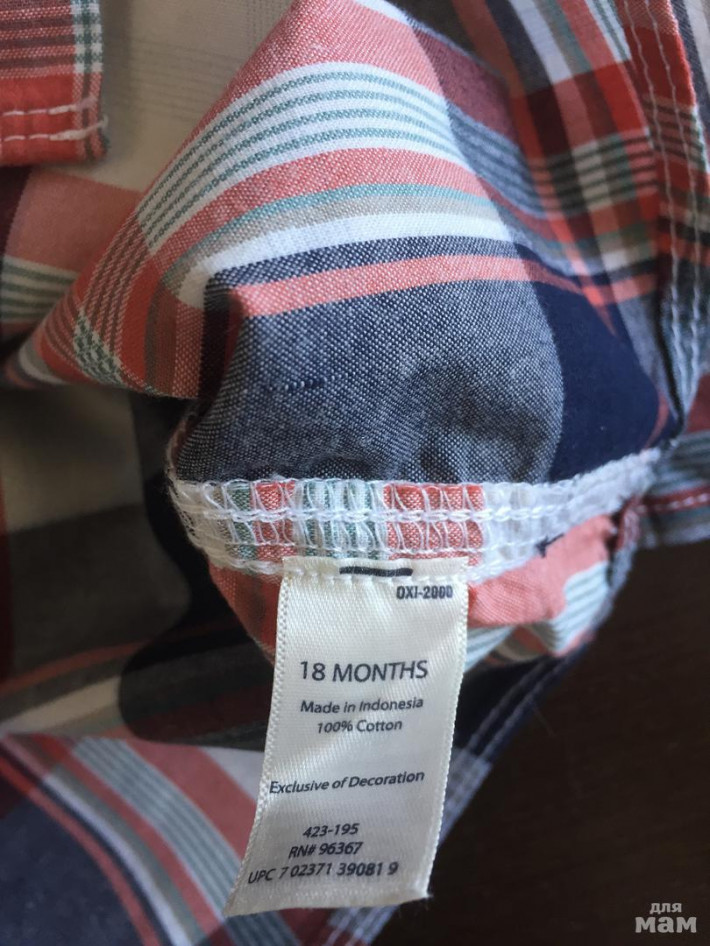 OXI-2000
18 MONTHS
Made in Indonesia
100% Cotton
Exclusive of Decoration
423-195
RN# 96367
UPC 7 02371 39081 9
для
мам